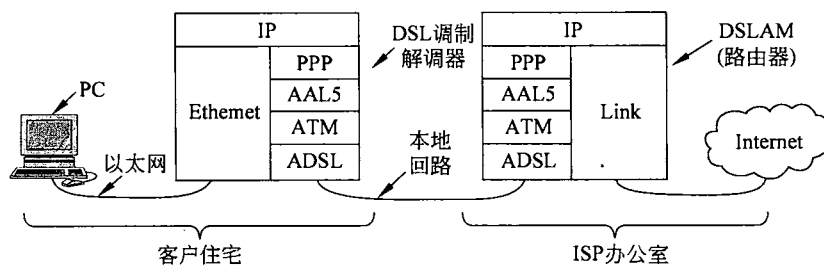 IP
Ethemet
PPP
AAL5
ATM
ADSL
DSL调制
解调器
IP
PPP
AAL5
ATM
ADSL
Link
DSLAM
(路由器)
PC
以太网
本地
回路
Internet
客户住宅
ISP办公室